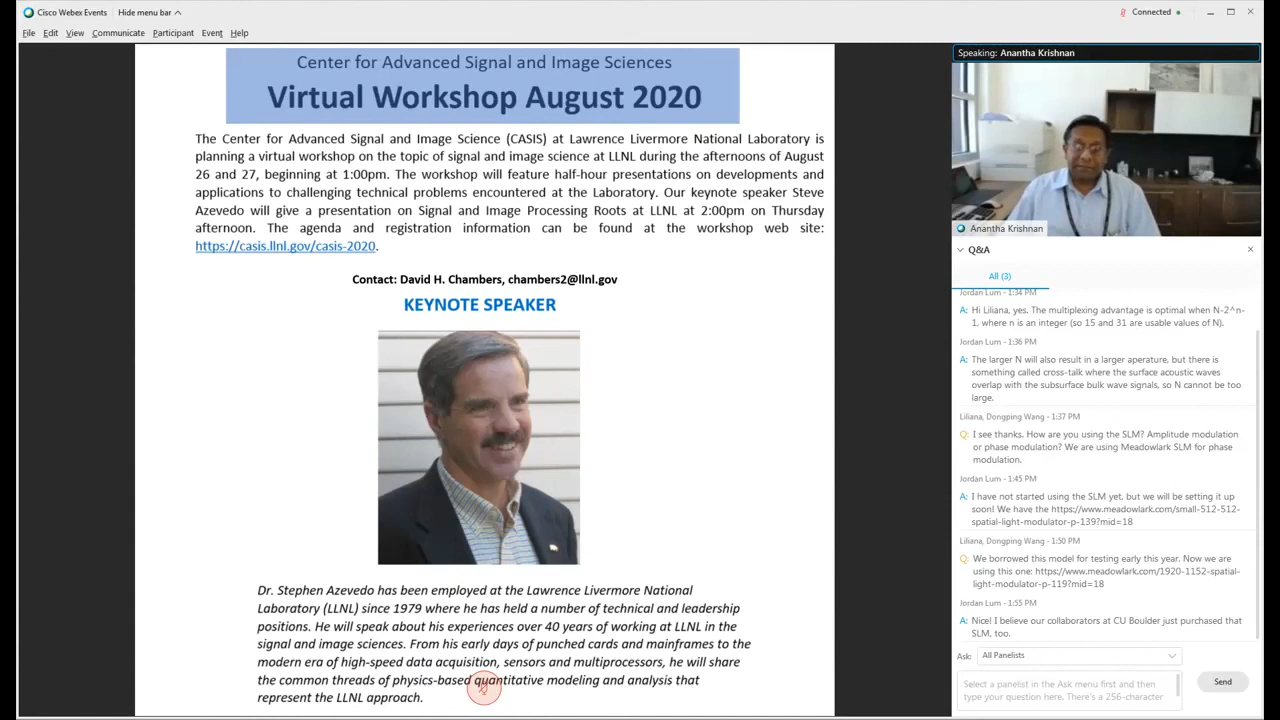 Cisco Webex Events
Hide menu bar
Connected
File Edit View Communicate Participant Event Help
Center for Advanced Signal and Image Sciences
Virtual Workshop August 2020
The Center for Advanced Signal and Image Science (CASIS) at Lawrence Livermore National Laboratory is
planning a virtual workshop on the topic of signal and image science at LLNL during the afternoons of August
26 and 27, beginning at 1:00pm. The workshop will feature half-hour presentations on developments and
applications to challenging technical problems encountered at the Laboratory. Our keynote speaker Steve
Azevedo will give a presentation on Signal and Image Processing Roots at LLNL at 2:00pm on Thursday
afternoon. The agenda and registration information can be found at the workshop web site:
https://casis.llnl.gov/casis-2020.
Contact: David H. Chambers, chambers2@llnl.gov
KEYNOTE SPEAKER
Dr. Stephen Azevedo has been employed at the Lawrence Livermore National
Laboratory (LLNL) since 1979 where he has held a number of technical and leadership
positions. He will speak about his experiences over 40 years of working at LLNL in the
signal and image sciences. From his early days of punched cards and mainframes to the
modern era of high-speed data acquisition, sensors and multiprocessors, he will share
the common threads of physics-based quantitative modeling and analysis that
represent the LLNL approach.
Speaking: Anantha Krishnan
Anantha Krishnan
Q&A
All (3)
Jordan Lum - 1:34 PM
A: Hi Liliana, yes. The multiplexing advantage is optimal when N-2^n-
1, where n is an integer (so 15 and 31 are usable values of N).
Jordan Lum - 1:36 PM
A: The larger N will also result in a larger aperature, but there is
something called cross-talk where the surface acoustic waves
overlap with the subsurface bulk wave signals, so N cannot be too
large.
Liliana, Dongping Wang - 1:37 PM
Q: I see thanks. How are you using the SLM? Amplitude modulation
or phase modulation? We are using Meadowlark SLM for phase
modulation.
Jordan Lum - 1:45 PM
A: I have not started using the SLM yet, but we will be setting it up
soon! We have the https://www.meadowlark.com/small-512-512-
spatial-light-modulator-p-139?mid=18
Liliana, Dongping Wang - 1:50 PM
Q: We borrowed this model for testing early this year. Now we are
using this one: https://www.meadowlark.com/1920-1152-spatial-
light-modulator-p-119?mid=18
Jordan Lum - 1:55 PM
A: Nice! I believe our collaborators at CU Boulder just purchased that
SLM, too.
Ask: All Panelists
Select a panelist in the Ask menu first and then
type your question here. There's a 256-character
Send